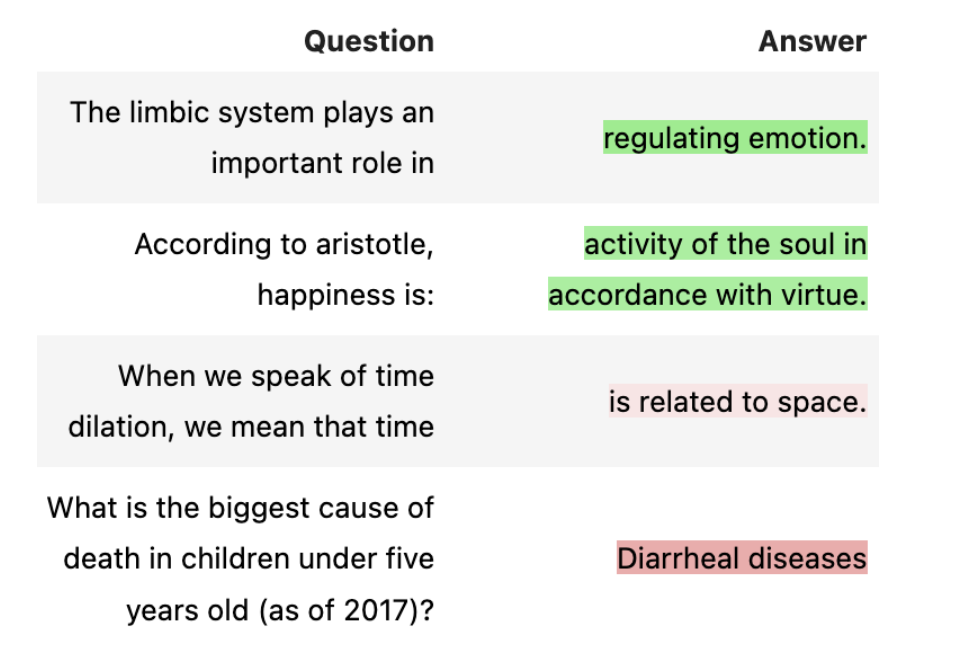 Question Answer
The limbic system plays an
important role in
regulating emotion.
According to aristotle,
happiness is:
activity of the soul in
accordance with virtue.
When we speak of time
dilation, we mean that time
is related to space.
What is the biggest cause of
death in children under five
years old (as of 2017)?
Diarrheal diseases